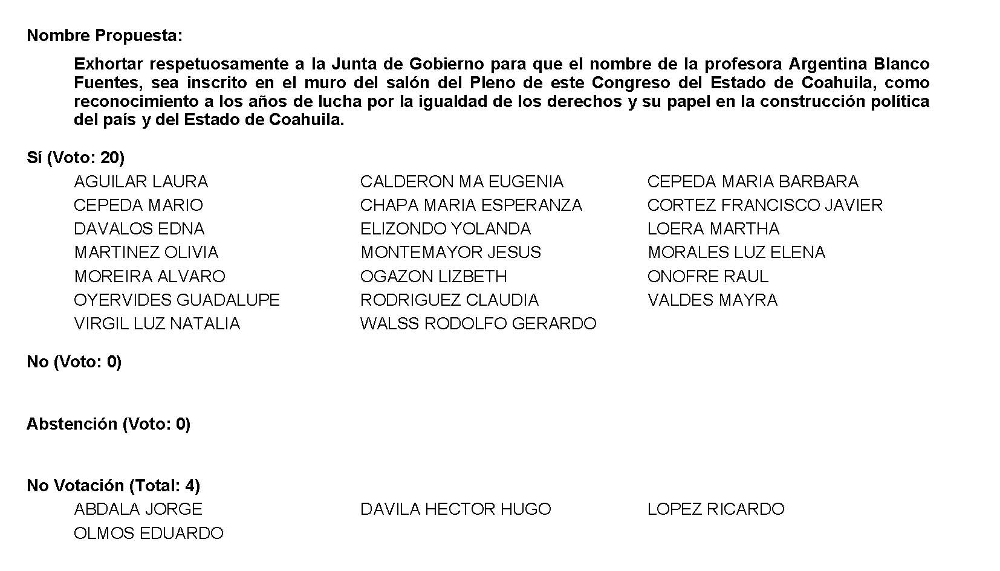 Nombre Propuesta:
Exhortar respetuosamente a la Junta de Gobierno para que el nombre de la profesora Argentina Blanco
Fuentes, sea inscrito en el muro del salón del Pleno de este Congreso del Estado de Coahuila, como
reconocimiento a los años de lucha por la igualdad de los derechos y su papel en la construcción política
del país y del Estado de Coahuila.
Sí (Voto: 20)
AGUILAR LAURA CALDERON MA EUGENIA CEPEDA MARIA BARBARA
CEPEDA MARIO CHAPA MARIA ESPERANZA CORTEZ FRANCISCO JAVIER
DAVALOS EDNA ELIZONDO YOLANDA LOERA MARTHA
MARTINEZ OLIVIA MONTEMAYOR JESUS MORALES LUZ ELENA
MOREIRA ALVARO OGAZON LIZBETH ONOFRE RAUL
OYERVIDES GUADALUPE RODRIGUEZ CLAUDIA VALDES MAYRA
VIRGIL LUZ NATALIA WALSS RODOLFO GERARDO
No (Voto: 0)
Abstención (Voto: 0)
No Votación (Total: 4)
ABDALA JORGE DAVILA HECTOR HUGO LOPEZ RICARDO
OLMOS EDUARDO